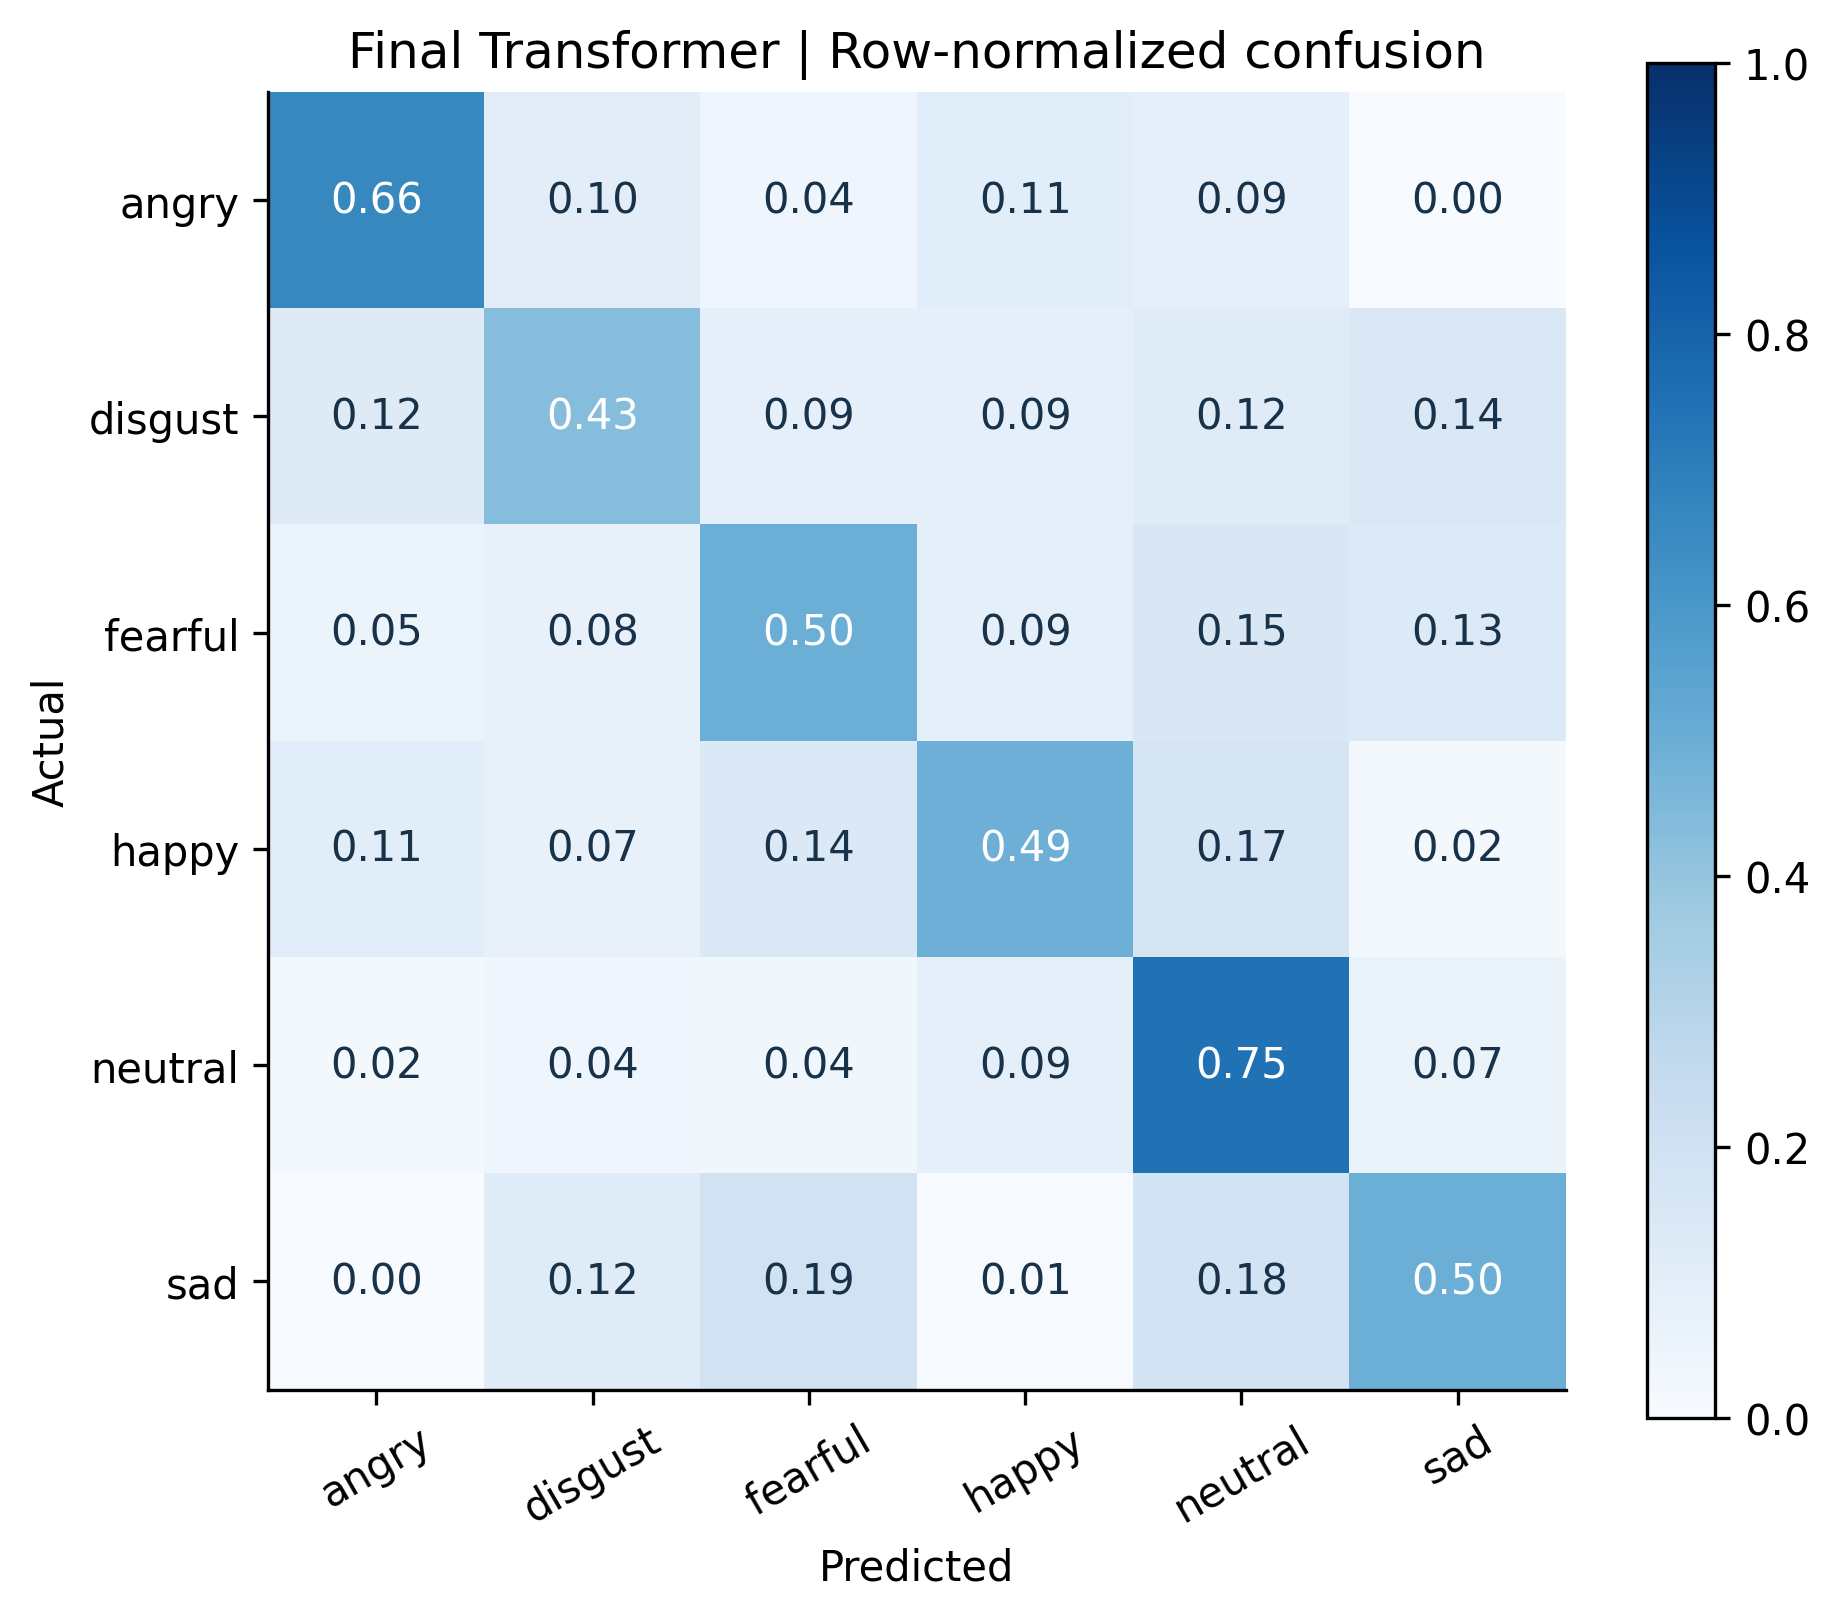 Final Transformer | Row-normalized confusion
angry 0.66 0.10 0.04 0.11 0.09 0.00
disgust 0.12 0.43 0.09 0.09 0.12 0.14
fearful 0.05 0.08 0.50 0.09 0.15 0.13
happy 0.11 0.07 0.14 0.49 0.17 0.02
neutral 0.02 0.04 0.04 0.09 0.75 0.07
sad 0.00 0.12 0.19 0.01 0.18 0.50
angry disgust fearful happy neutral sad
Predicted
Actual
1.0
0.8
0.6
0.4
0.2
0.0